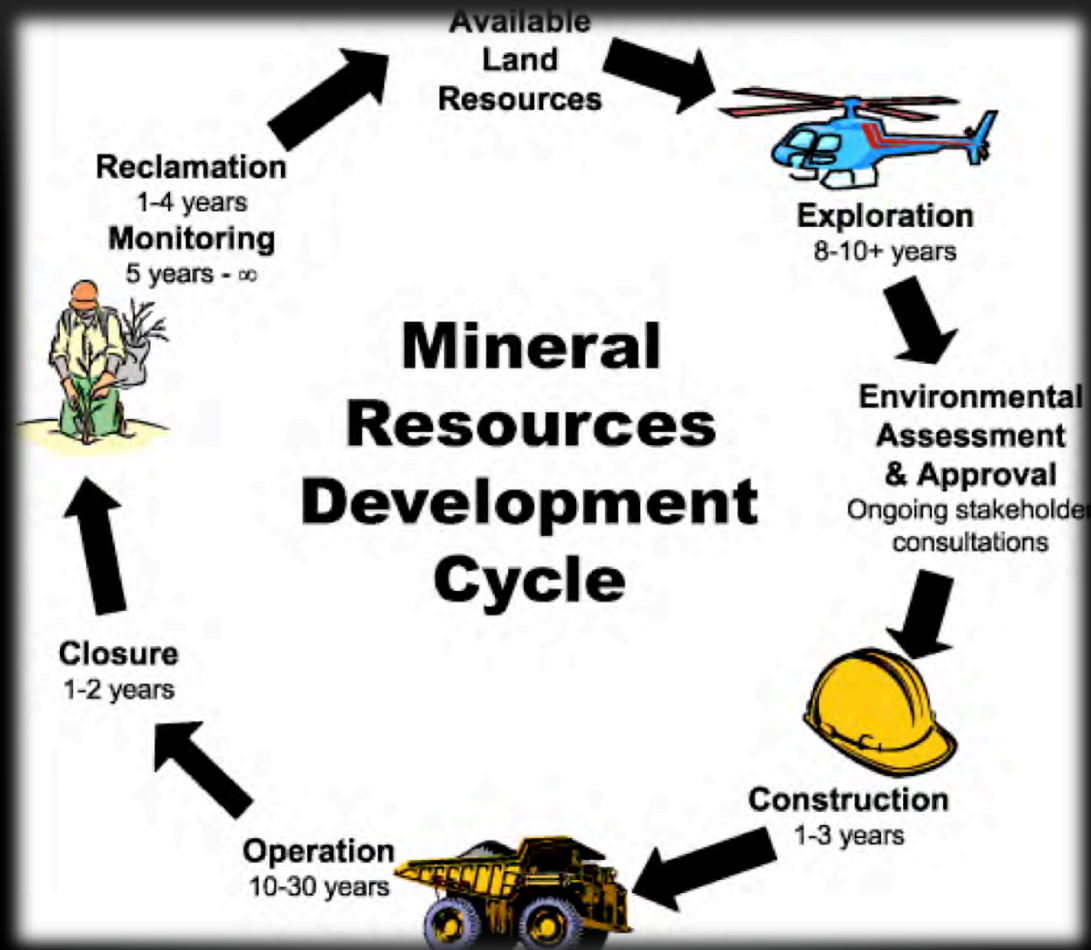 Available
Land
Resources
Exploration
8-10+ years
Environmental
Assessment
& Approval
Ongoing stakeholder
consultations
Construction
1-3 years
Operation
10-30 years
Closure
1-2 years
Reclamation
1-4 years
Monitoring
5 years - ∞
Mineral
Resources
Development
Cycle